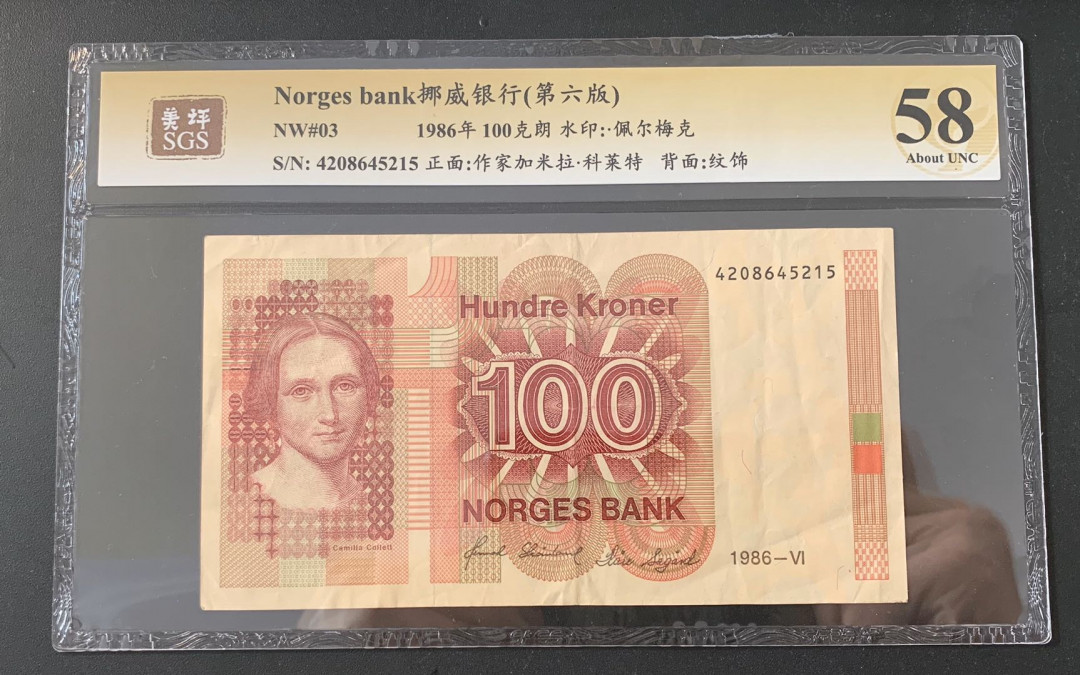 Norges bank挪威银行(第六版)
美评
SGS
NW#03 1986年 100克朗 水印:·佩尔梅克
S/N: 4208645215 正面:作家加米拉·科莱特 背面:纹饰
58
About UNC
4208645215
Hundre Kroner
100
NORGES BANK
Camilla Collett
1986–VI